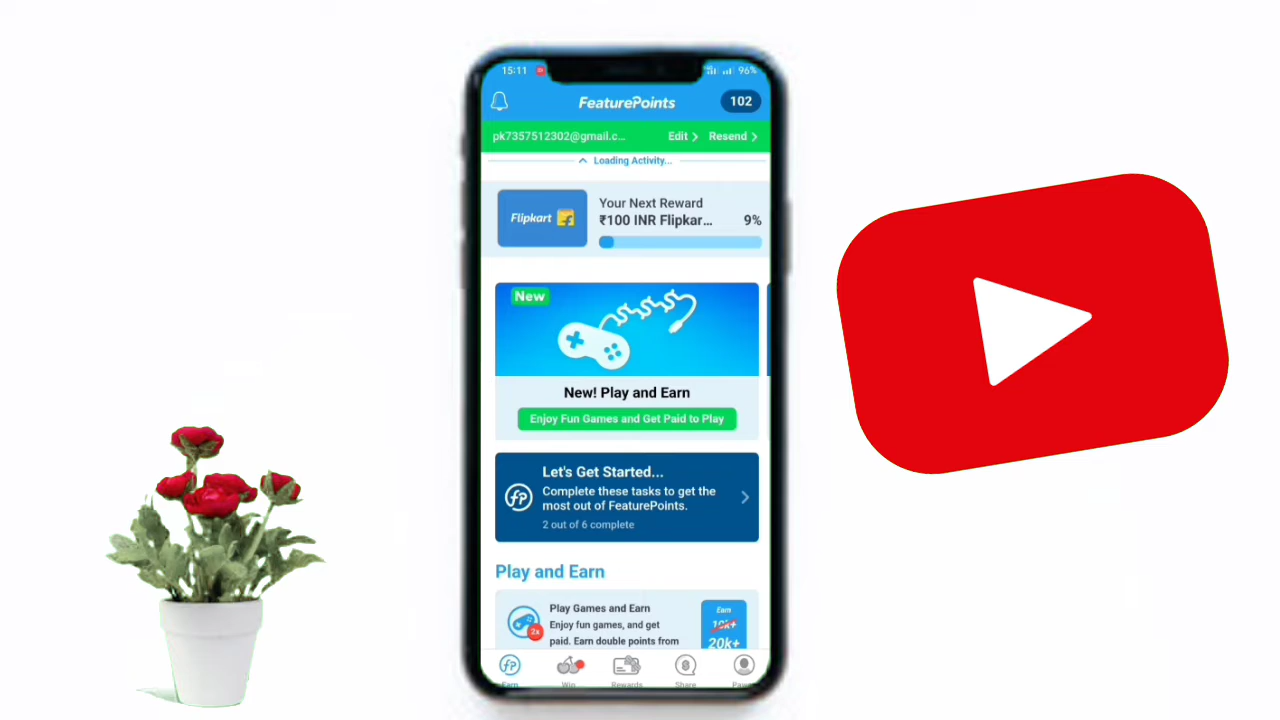 15:11 96%
FeaturePoints 102
pk7357512302@gmail.c... Edit Resend
Loading Activity...
Your Next Reward
Flipkart ₹100 INR Flipkar... 9%
New
New! Play and Earn
Enjoy Fun Games and Get Paid to Play
Let's Get Started...
fp Complete these tasks to get the
most out of FeaturePoints.
2 out of 6 complete
Play and Earn
Play Games and Earn Earn
Enjoy fun games, and get 10k+
2x paid. Earn double points from 20k+
fp
Earn Win Rewards Share